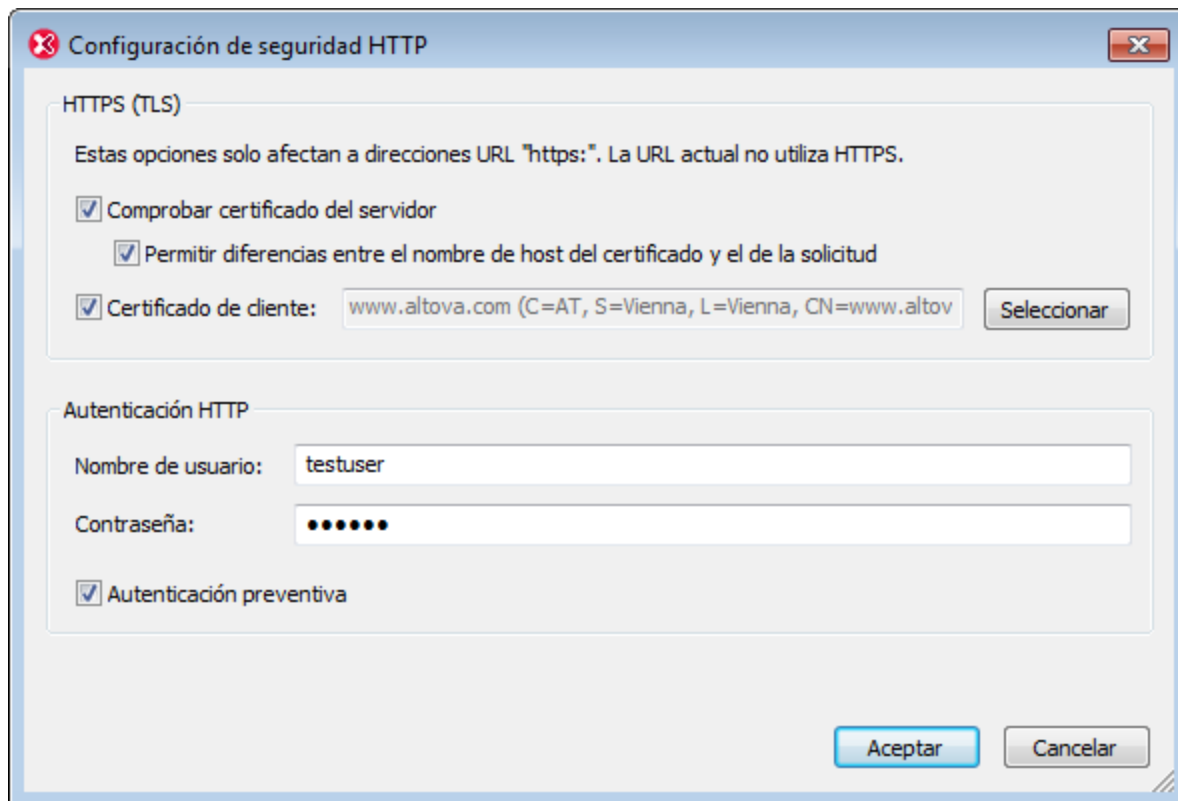 Configuración de seguridad HTTP
HTTPS (TLS)
Estas opciones solo afectan a direcciones URL "https:". La URL actual no utiliza HTTPS.
Comprobar certificado del servidor
Permitir diferencias entre el nombre de host del certificado y el de la solicitud
Certificado de cliente: www.altova.com (C=AT, S=Vienna, L=Vienna, CN=www.altov Seleccionar
Autenticación HTTP
Nombre de usuario: testuser
Contraseña: ●●●●●●
Autenticación preventiva
Aceptar Cancelar